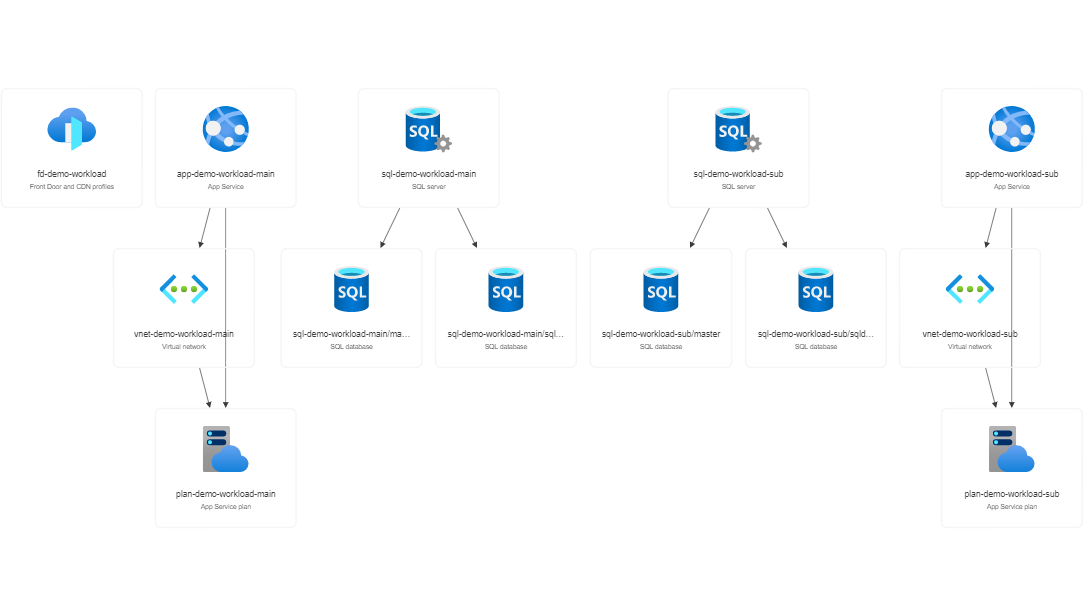 fd-demo-workload
Front Door and CDN profiles
app-demo-workload-main
App Service
SQL
sql-demo-workload-main
SQL server
SQL
sql-demo-workload-sub
SQL server
app-demo-workload-sub
App Service
vnet-demo-workload-main
Virtual network
SQL
sql-demo-workload-main/ma...
SQL database
SQL
sql-demo-workload-main/sql...
SQL database
SQL
sql-demo-workload-sub/master
SQL database
SQL
sql-demo-workload-sub/sqld...
SQL database
vnet-demo-workload-sub
Virtual network
plan-demo-workload-main
App Service plan
plan-demo-workload-sub
App Service plan